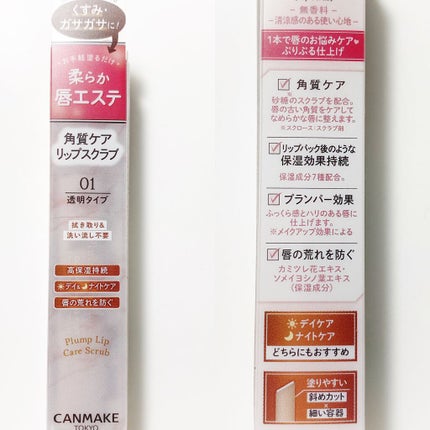 くすみ・
ガサガサに!
お手軽塗るだけ
柔らか
唇エステ
角質ケア
リップスクラブ
01
透明タイプ
拭き取り&
洗い流し不要
高保湿持続
デイ&ナイトケア
唇の荒れを防ぐ
Plump Lip
Care Scrub
CANMAKE
TOKYO
無香料
清涼感のある使い心地
1本で唇のお悩みケア♥
ぷりぷる仕上げ
角質ケア
砂糖※のスクラブを配合。
唇の古い角質をケアして
なめらかな唇に整えます。
※スクロース:スクラブ剤
リップパック後のような
保湿効果持続
保湿成分7種配合。
プランパー効果
ふっくら感とハリのある唇に
仕上げます。
※メイクアップ効果による
唇の荒れを防ぐ
カミツレ花エキス・
ソメイヨシノ葉エキス
(保湿成分)
デイケア
ナイトケア
どちらにもおすすめ
塗りやすい
斜めカット
×
細い容器